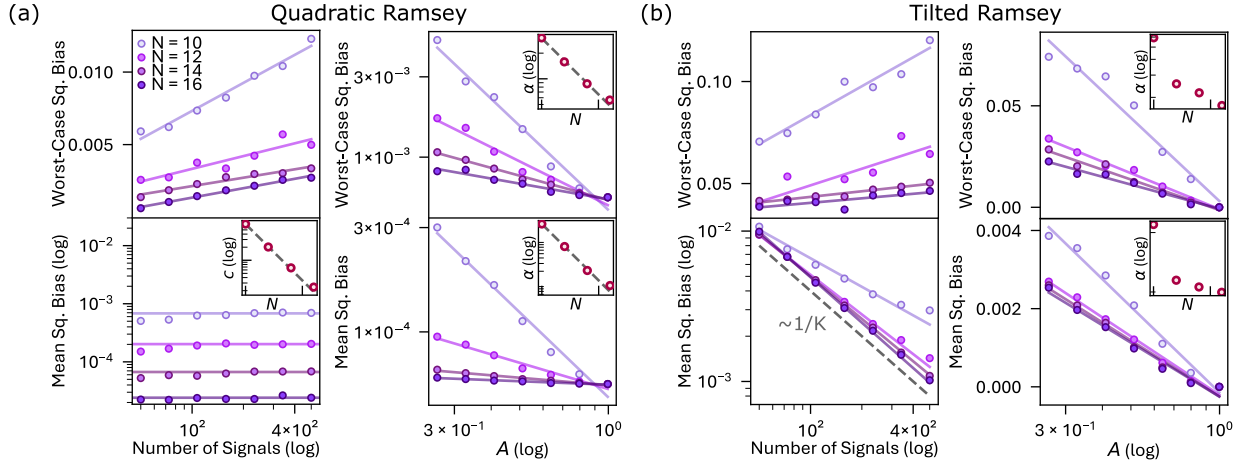 (a)
Quadratic Ramsey
(b)
Tilted Ramsey
Worst-Case Sq. Bias
0.010
0.005
N = 10
N = 12
N = 14
N = 16
Worst-Case Sq. Bias
3×10⁻³
1×10⁻³
α (log)
N
Mean Sq. Bias (log)
10⁻²
10⁻³
10⁻⁴
c (log)
N
10²
4×10²
Number of Signals (log)
Mean Sq. Bias
3×10⁻⁴
1×10⁻⁴
α (log)
N
3×10⁻¹
10⁰
A (log)
Worst-Case Sq. Bias
0.10
0.05
Worst-Case Sq. Bias
0.05
0.00
α (log)
N
Mean Sq. Bias (log)
10⁻²
10⁻³
~1/K
10²
4×10²
Number of Signals (log)
Mean Sq. Bias
0.004
0.002
0.000
α (log)
N
3×10⁻¹
10⁰
A (log)